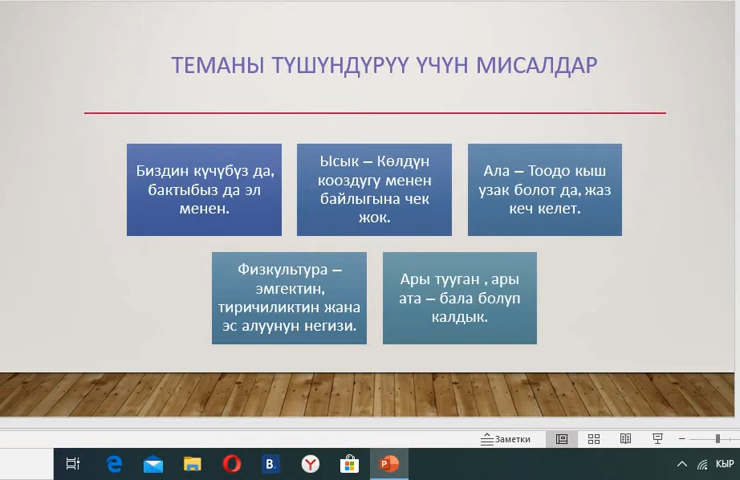 ТЕМАНЫ ТҮШҮНДҮРҮҮ ҮЧҮН МИСАЛДАР
Биздин күчүбүз да,
бактыбыз да эл
менен.
Ысык – Көлдүн
кооздугу менен
байлыгына чек
жок.
Ала – Тоодо кыш
узак болот да, жаз
кеч келет.
Физкультура –
эмгектин,
тиричиликтин жана
эс алуунун негизи.
Ары тууган , ары
ата – бала болуп
калдык.
Заметки
КЫР